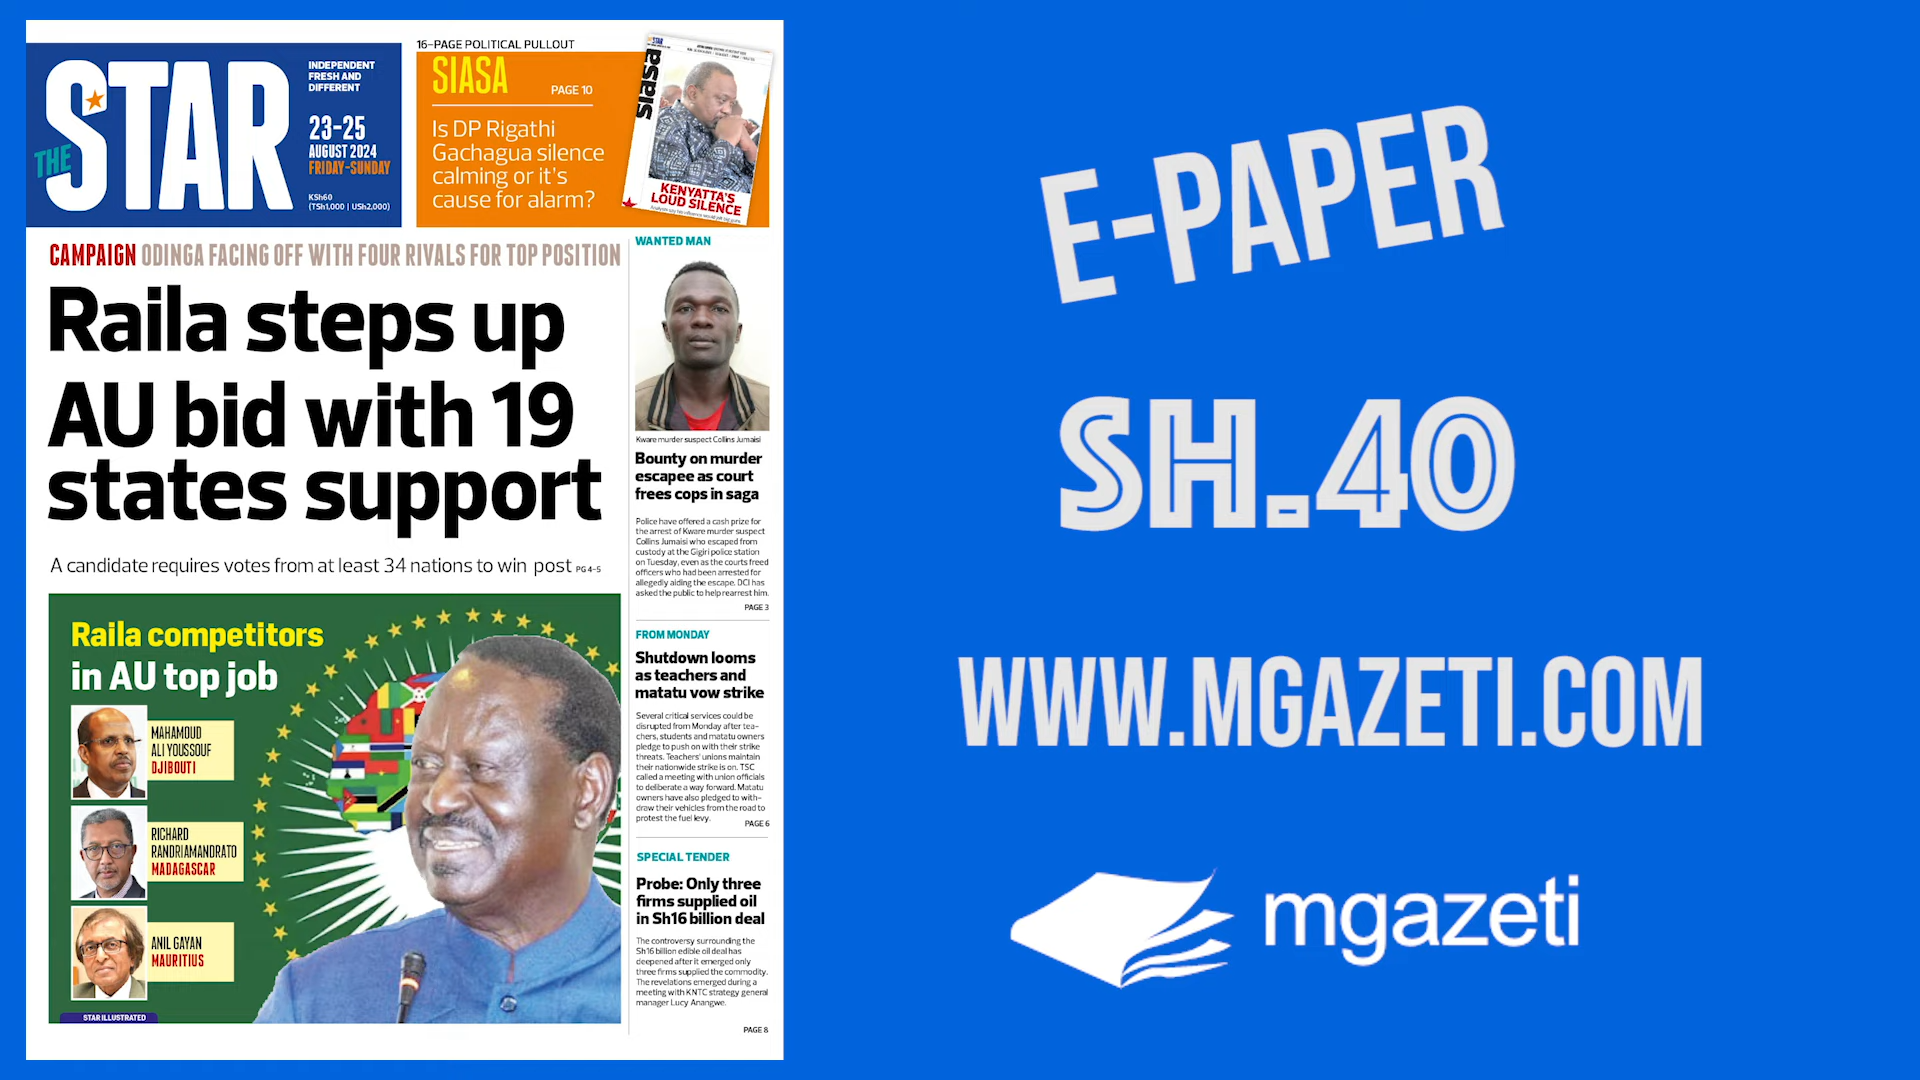 THE STAR
INDEPENDENT
FRESH AND
DIFFERENT
23-25
AUGUST 2024
FRIDAY-SUNDAY
KSh60
(TSh1,000 | USh2,000)
16-PAGE POLITICAL PULLOUT
SIASA
PAGE 10
Is DP Rigathi
Gachagua silence
calming or it's
cause for alarm?
siasa
KENYATTA'S
LOUD SILENCE
CAMPAIGN ODINGA FACING OFF WITH FOUR RIVALS FOR TOP POSITION
Raila steps up
AU bid with 19
states support
A candidate requires votes from at least 34 nations to win post PG 4-5
Raila competitors
in AU top job
MAHAMOUD
ALI YOUSSOUF
DJIBOUTI
RICHARD
RANDRIAMANDRATO
MADAGASCAR
ANIL GAYAN
MAURITIUS
STAR ILLUSTRATED
WANTED MAN
Kware murder suspect Collins Jumaisi
Bounty on murder
escapee as court
frees cops in saga
Police have offered a cash prize for
the arrest of Kware murder suspect
Collins Jumaisi who escaped from
custody at the Gigiri police station
on Tuesday, even as the courts freed
officers who had been arrested for
allegedly aiding the escape. DCI has
asked the public to help rearrest him.
PAGE 3
FROM MONDAY
Shutdown looms
as teachers and
matatu vow strike
Several critical services could be
disrupted from Monday after tea-
chers, students and matatu owners
pledge to push on with their strike
threats. Teachers' unions maintain
their nationwide strike is on. TSC
called a meeting with union officials
to deliberate a way forward. Matatu
owners have also pledged to with-
draw their vehicles from the road to
protest the fuel levy.
PAGE 6
SPECIAL TENDER
Probe: Only three
firms supplied oil
in Sh16 billion deal
The controversy surrounding the
Sh16 billion edible oil deal has
deepened after it emerged only
three firms supplied the commodity.
The revelations emerged during a
meeting with KNTC strategy general
manager Lucy Anangwe.
PAGE 8
E-PAPER
SH.40
WWW.MGAZETI.COM
mgazeti